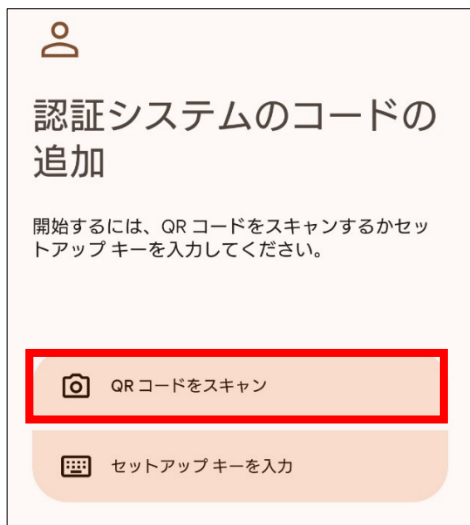 認証システムのコードの
追加
開始するには、QR コードをスキャンするかセッ
トアップ キーを入力してください。
QR コードをスキャン
セットアップ キーを入力